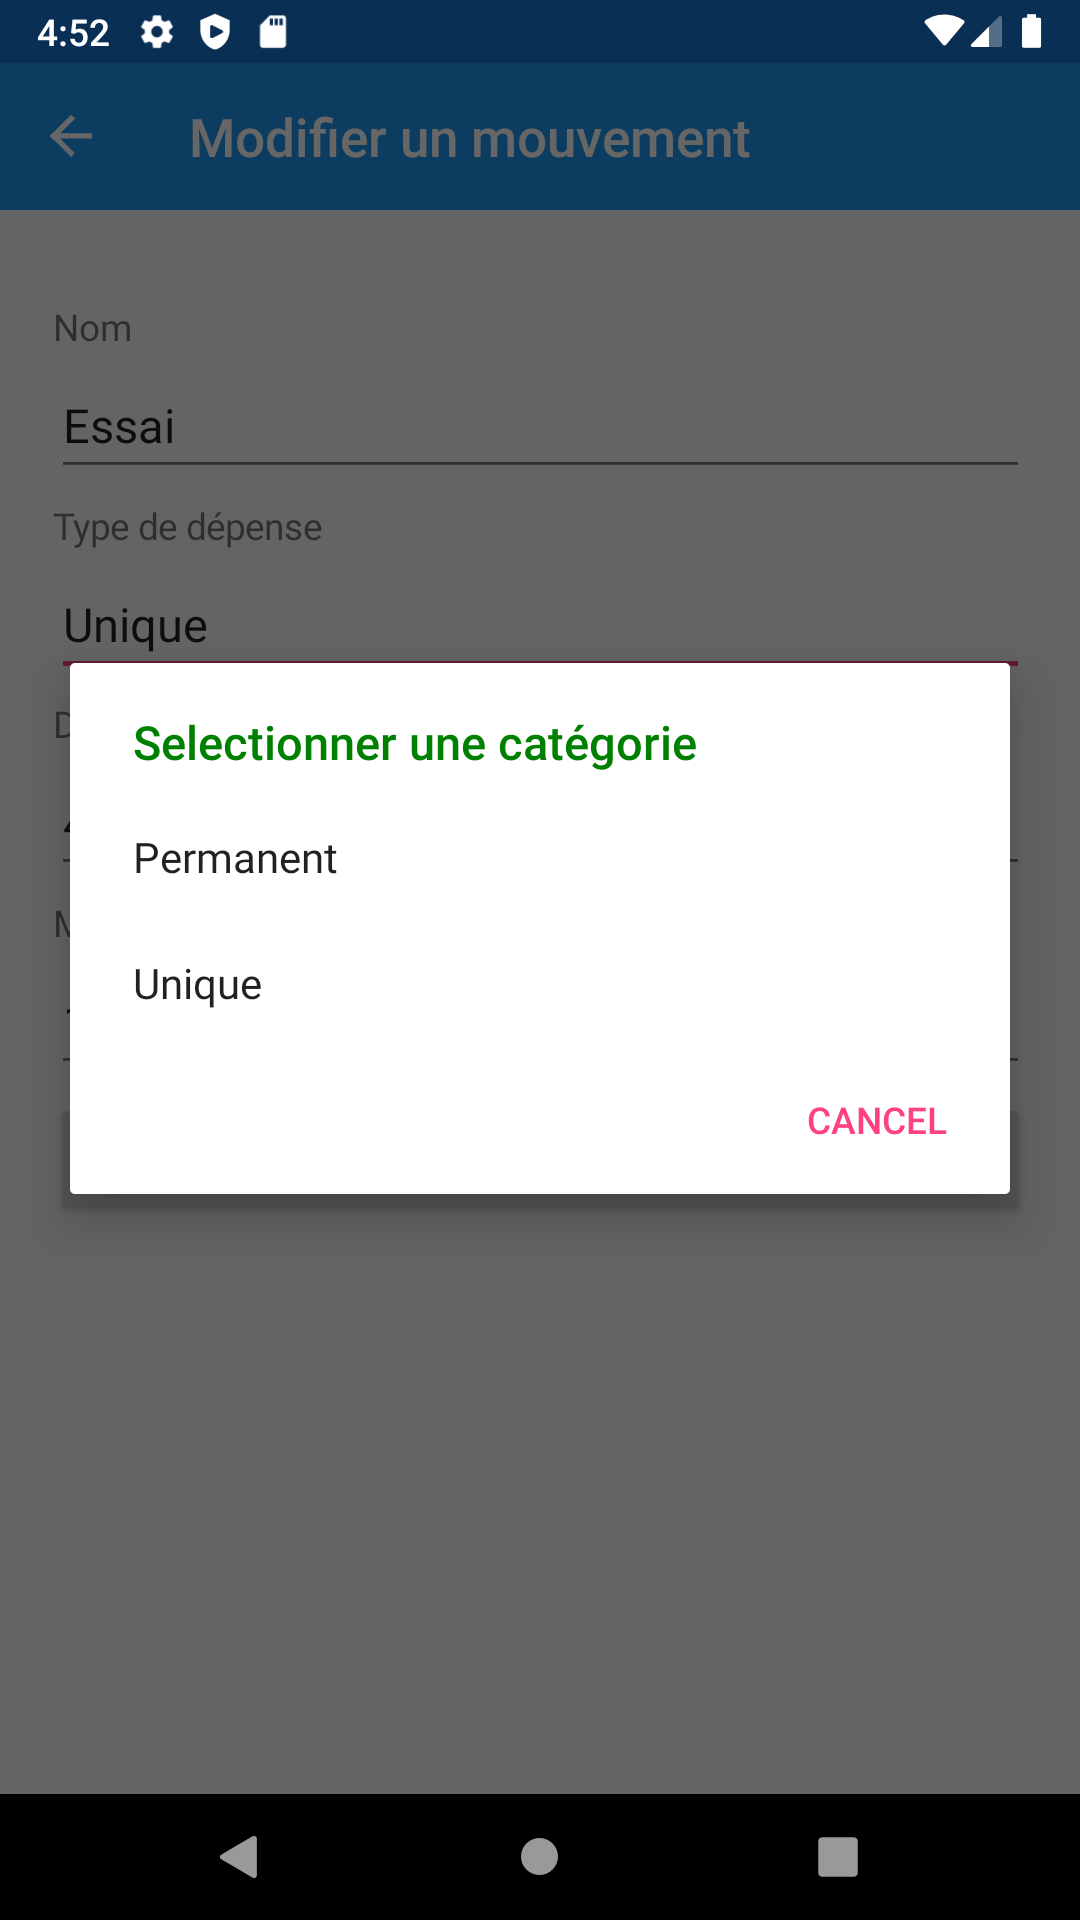 4:52
Modifier un mouvement
Nom
Essai
Type de dépense
Unique
Selectionner une catégorie
Permanent
Unique
CANCEL